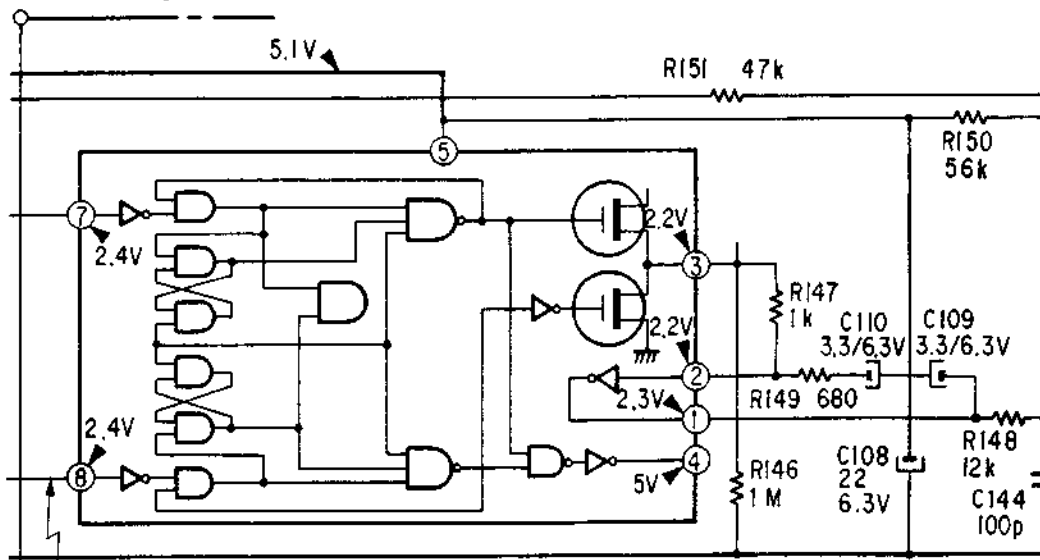 5.1V
R151 47k
R150
56k
5
7
2.4V
2.2V
3
R147
1k
C110
3.3/6.3V
C109
3.3/6.3V
2.2V
2
R149 680
2.3V
1
R148
12k
2.4V
8
4
5V
R146
1M
C108
22
6.3V
C144
100p